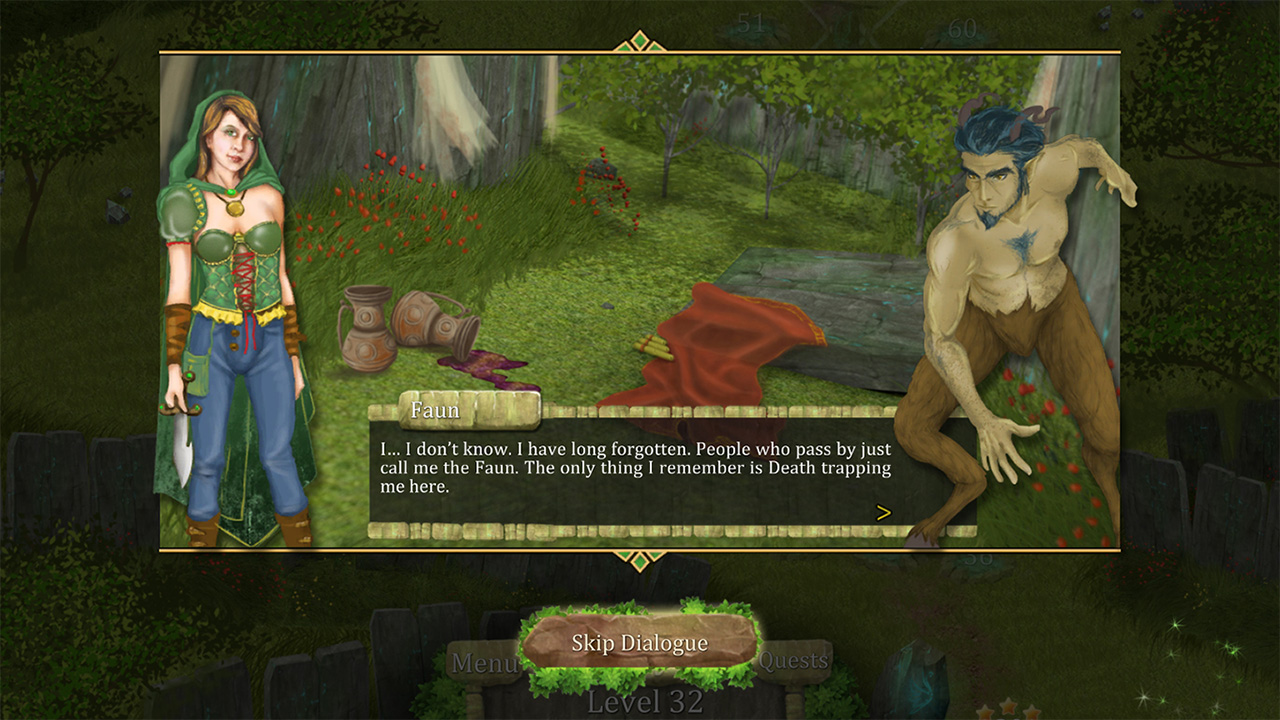 51
60
Faun
I... I don't know. I have long forgotten. People who pass by just
call me the Faun. The only thing I remember is Death trapping
me here.
>
Skip Dialogue
Menu
Quests
Level 32